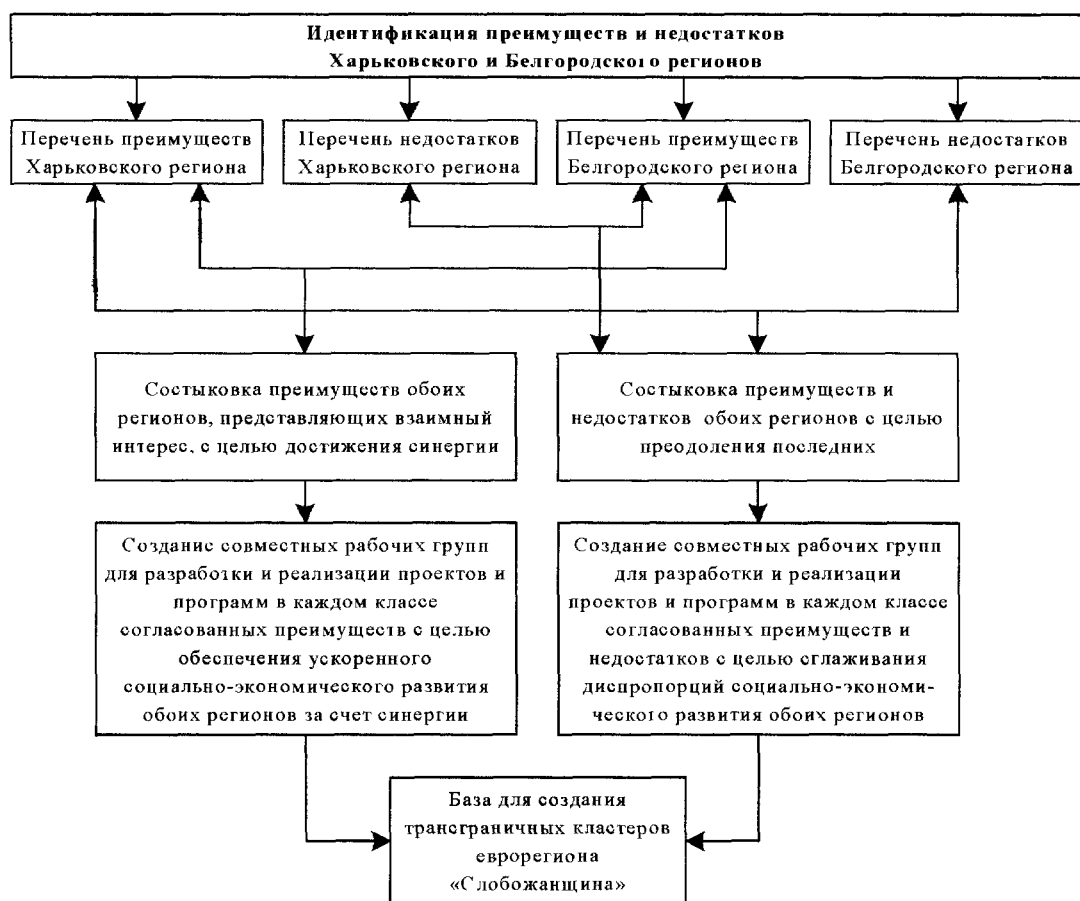 Идентификация преимуществ и недостатков
Харьковского и Белгородского регионов
Перечень преимуществ
Харьковского региона
Перечень недостатков
Харьковского региона
Перечень преимуществ
Белгородского региона
Перечень недостатков
Белгородского региона
Состыковка преимуществ обоих
регионов, представляющих взаимный
интерес, с целью достижения синергии
Состыковка преимуществ и
недостатков обоих регионов с целью
преодоления последних
Создание совместных рабочих групп
для разработки и реализации проектов и
программ в каждом классе
согласованных преимуществ с целью
обеспечения ускоренного
социально-экономического развития
обоих регионов за счет синергии
Создание совместных рабочих групп
для разработки и реализации
проектов и программ в каждом классе
согласованных преимуществ и
недостатков с целью сглаживания
диспропорций социально-экономи-
ческого развития обоих регионов
База для создания
трансграничных кластеров
еврорегиона
«Слобожанщина»